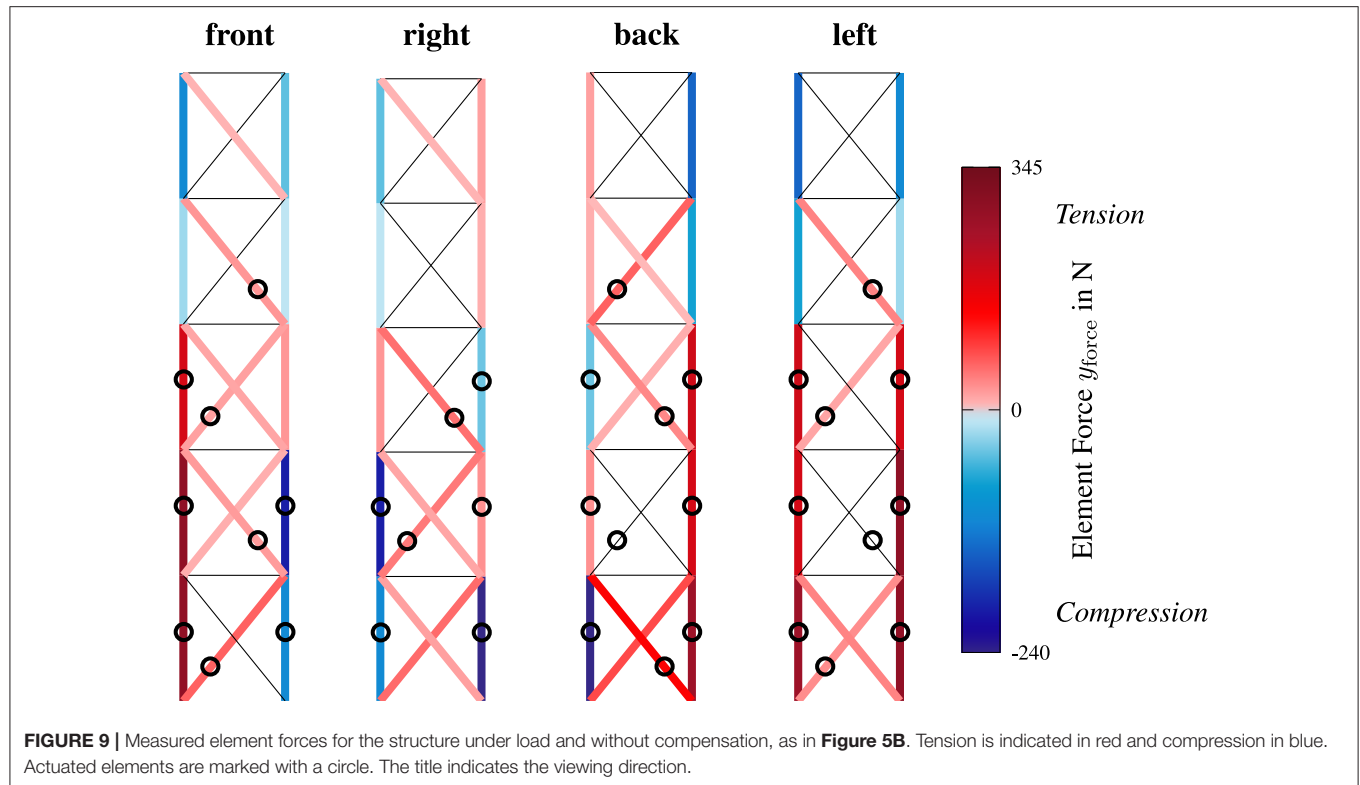 front right back left
345
Tension
0
Element Force y_force in N
Compression
-240
FIGURE 9 | Measured element forces for the structure under load and without compensation, as in Figure 5B. Tension is indicated in red and compression in blue.
Actuated elements are marked with a circle. The title indicates the viewing direction.